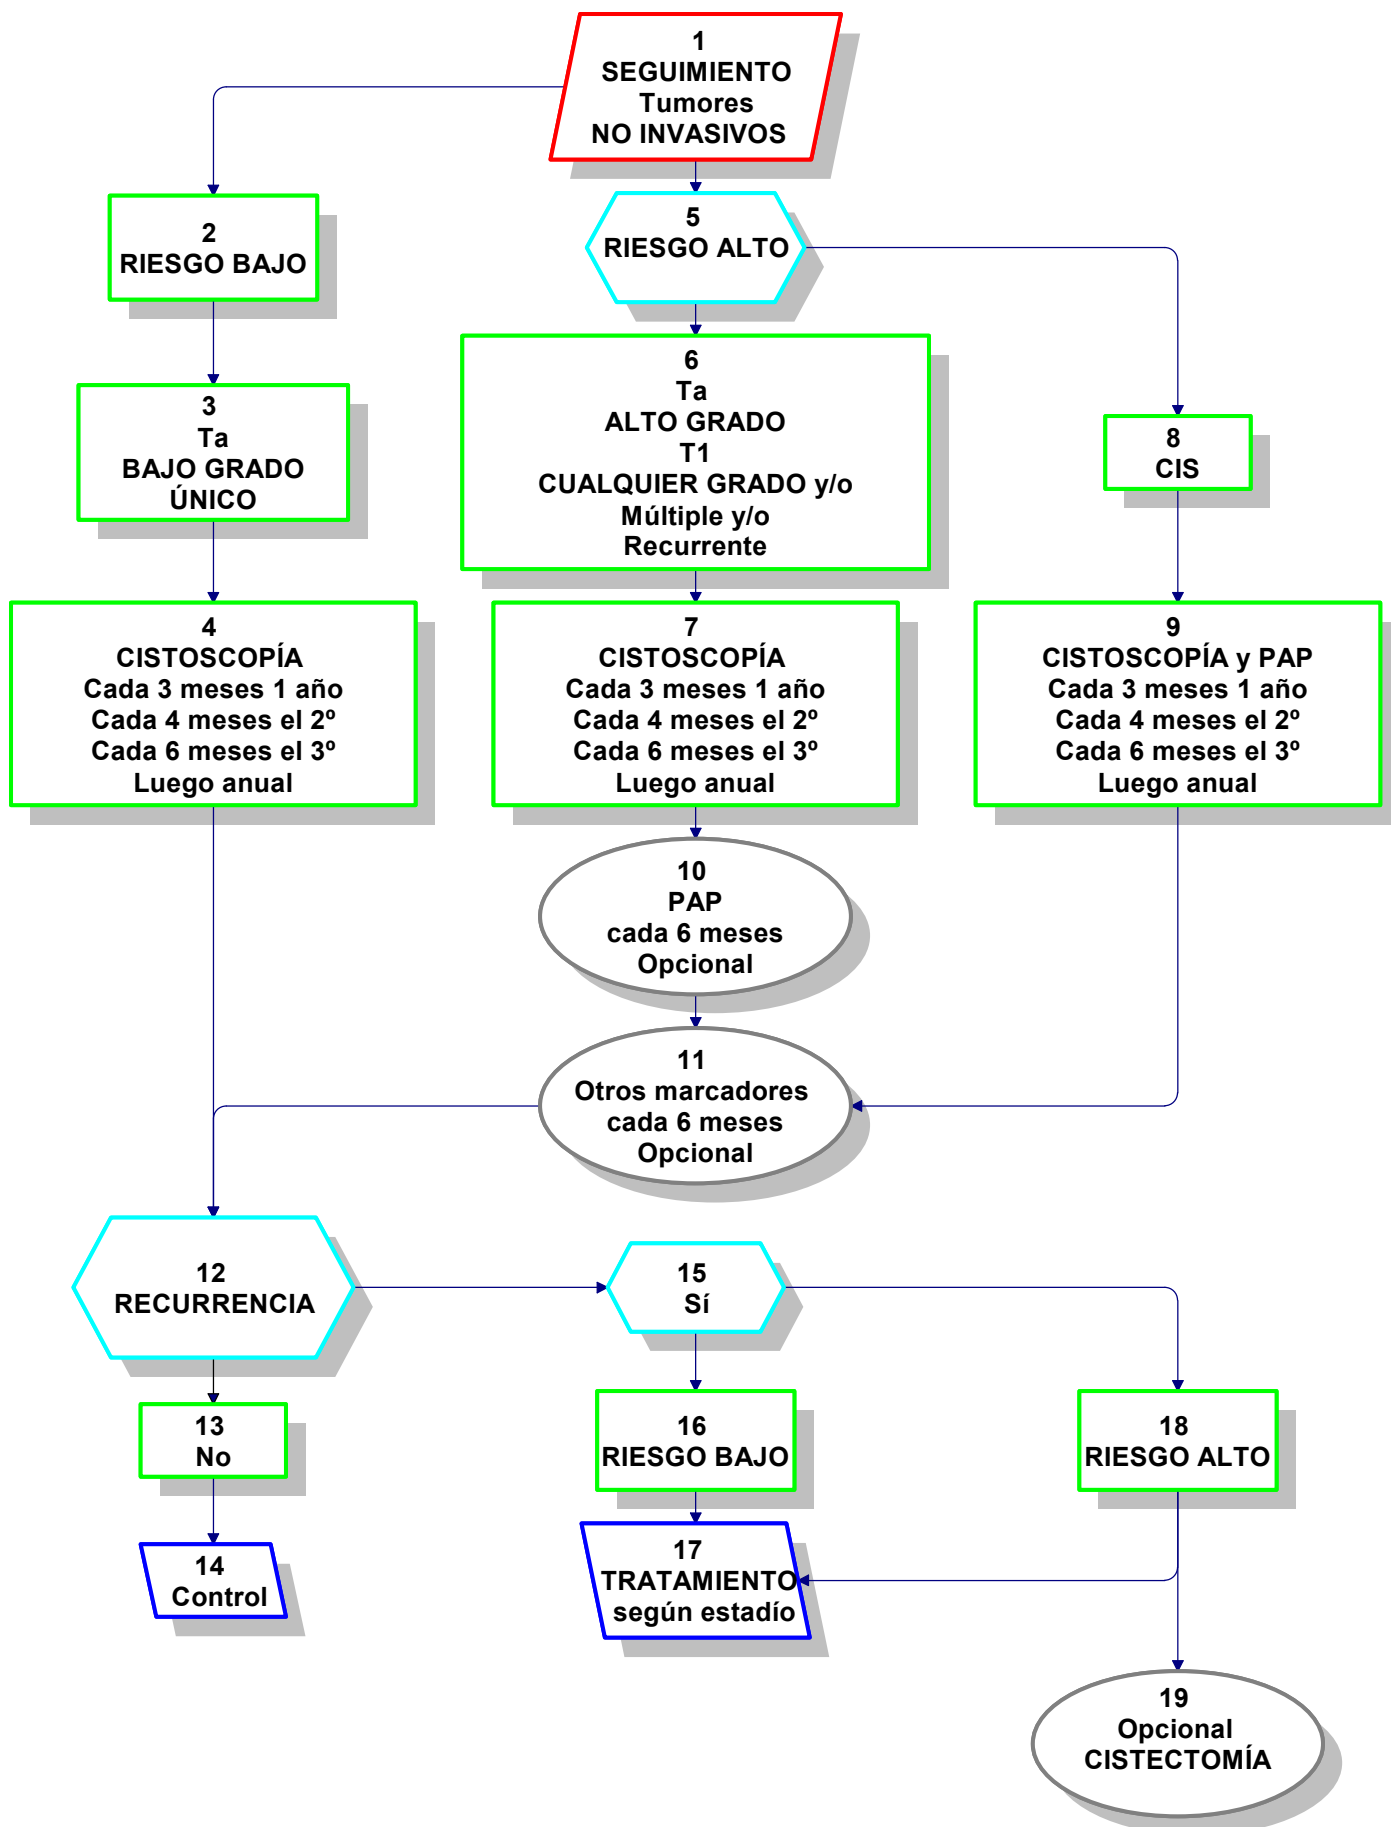 1
SEGUIMIENTO
Tumores
NO INVASIVOS
2
RIESGO BAJO
3
Ta
BAJO GRADO
ÚNICO
4
CISTOSCOPÍA
Cada 3 meses 1 año
Cada 4 meses el 2º
Cada 6 meses el 3º
Luego anual
5
RIESGO ALTO
6
Ta
ALTO GRADO
T1
CUALQUIER GRADO y/o
Múltiple y/o
Recurrente
7
CISTOSCOPÍA
Cada 3 meses 1 año
Cada 4 meses el 2º
Cada 6 meses el 3º
Luego anual
8
CIS
9
CISTOSCOPÍA y PAP
Cada 3 meses 1 año
Cada 4 meses el 2º
Cada 6 meses el 3º
Luego anual
10
PAP
cada 6 meses
Opcional
11
Otros marcadores
cada 6 meses
Opcional
12
RECURRENCIA
13
No
14
Control
15
Sí
16
RIESGO BAJO
17
TRATAMIENTO
según estadío
18
RIESGO ALTO
19
Opcional
CISTECTOMÍA